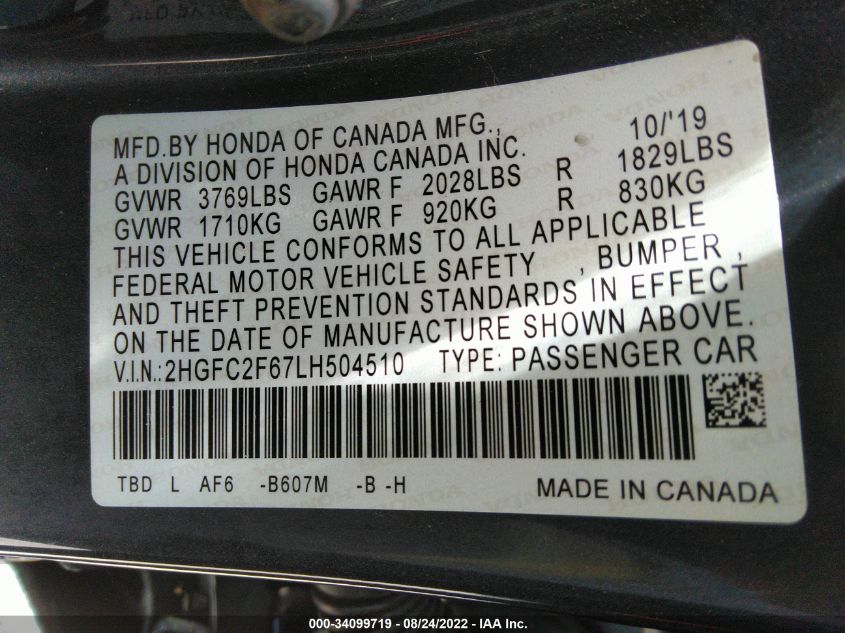 MFD.BY HONDA OF CANADA MFG., 10/'19
A DIVISION OF HONDA CANADA INC.
GVWR 3769LBS GAWR F 2028LBS R 1829LBS
GVWR 1710KG GAWR F 920KG R 830KG
THIS VEHICLE CONFORMS TO ALL APPLICABLE
FEDERAL MOTOR VEHICLE SAFETY , BUMPER ,
AND THEFT PREVENTION STANDARDS IN EFFECT
ON THE DATE OF MANUFACTURE SHOWN ABOVE.
V.I.N.:2HGFC2F67LH504510 TYPE: PASSENGER CAR
TBD L AF6 -B607M -B -H MADE IN CANADA
000-34099719 - 08/24/2022 - IAA Inc.